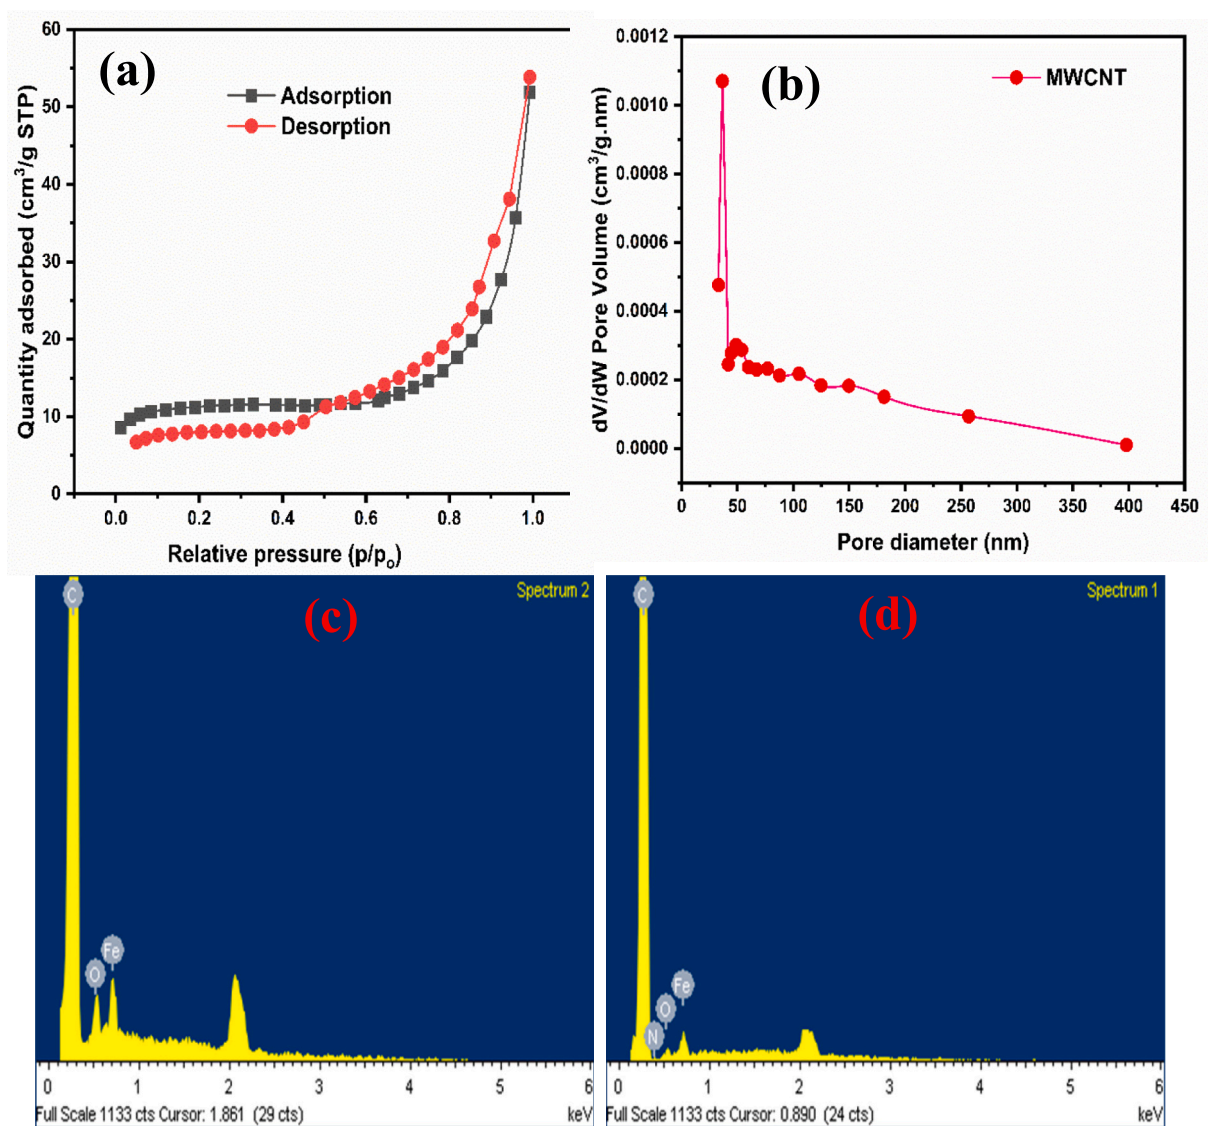 (a)
Adsorption
Desorption
Quantity adsorbed (cm³/g STP)
60
50
40
30
20
10
0
0.0 0.2 0.4 0.6 0.8 1.0
Relative pressure (p/pₒ)
(b)
MWCNT
dV/dW Pore Volume (cm³/g.nm)
0.0012
0.0010
0.0008
0.0006
0.0004
0.0002
0.0000
0 50 100 150 200 250 300 350 400 450
Pore diameter (nm)
Spectrum 2
(c)
C
Fe
O
0 1 2 3 4 5 6
Full Scale 1133 cts Cursor: 1.861 (29 cts) keV
Spectrum 1
(d)
C
Fe
O
N
0 1 2 3 4 5 6
Full Scale 1133 cts Cursor: 0.890 (24 cts) keV